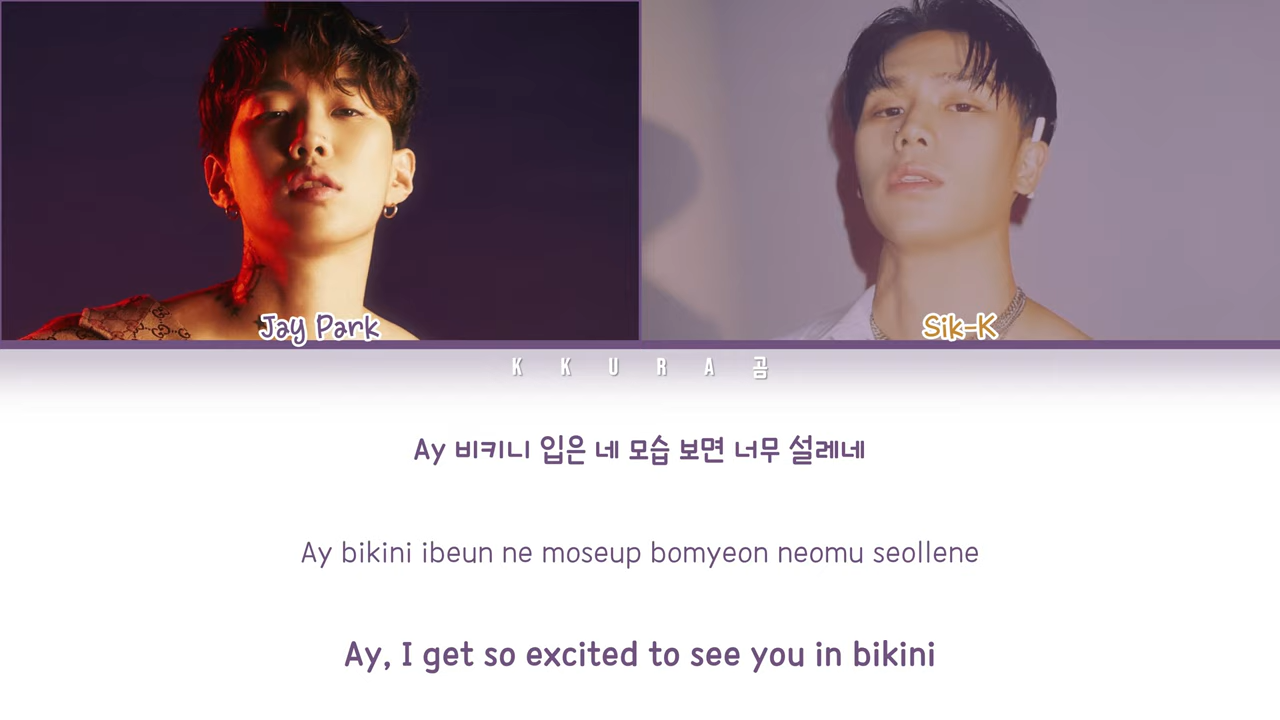 Jay Park
Sik-K
K K U R A 곰
Ay 비키니 입은 네 모습 보면 너무 설레네
Ay bikini ibeun ne moseup bomyeon neomu seollene
Ay, I get so excited to see you in bikini